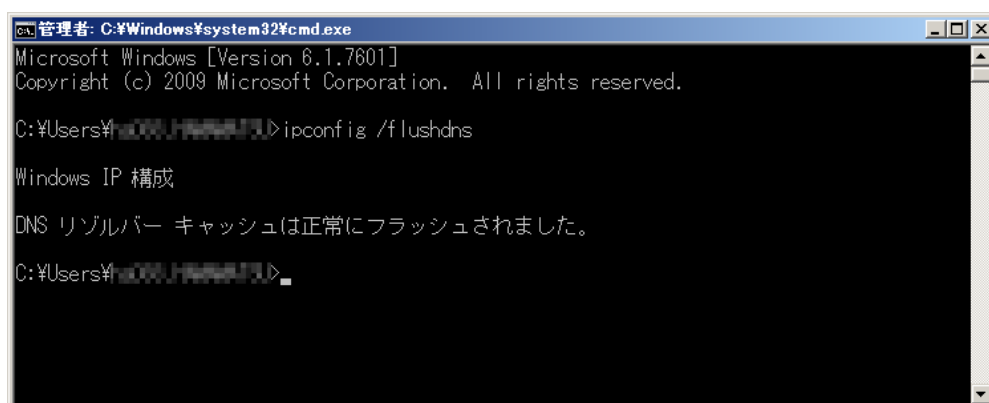 管理者: C:¥Windows¥system32¥cmd.exe
Microsoft Windows [Version 6.1.7601]
Copyright (c) 2009 Microsoft Corporation.  All rights reserved.
C:¥Users¥>ipconfig /flushdns
Windows IP 構成
DNS リゾルバー キャッシュは正常にフラッシュされました。
C:¥Users¥>